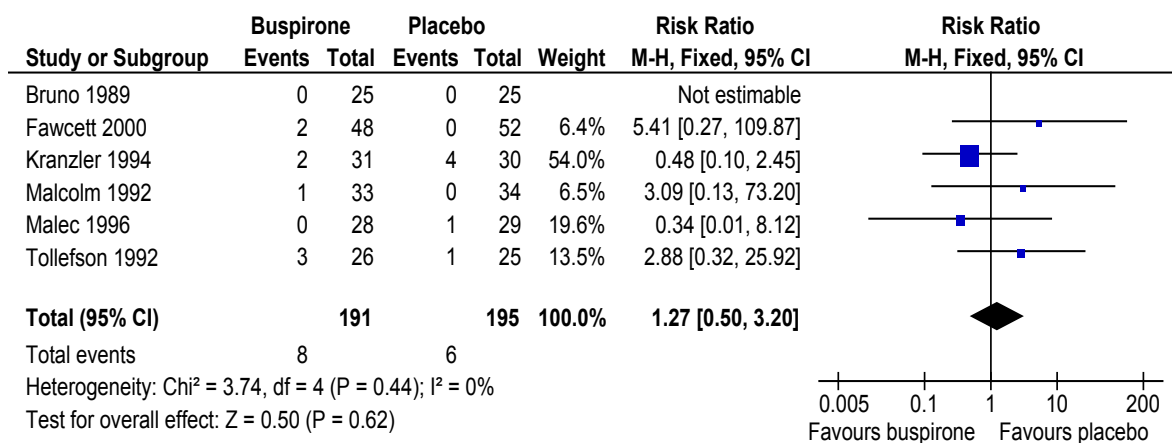 Buspirone Placebo Risk Ratio Risk Ratio
Study or Subgroup Events Total Events Total Weight M-H, Fixed, 95% CI M-H, Fixed, 95% CI
Bruno 1989 0 25 0 25 Not estimable
Fawcett 2000 2 48 0 52 6.4% 5.41 [0.27, 109.87]
Kranzler 1994 2 31 4 30 54.0% 0.48 [0.10, 2.45]
Malcolm 1992 1 33 0 34 6.5% 3.09 [0.13, 73.20]
Malec 1996 0 28 1 29 19.6% 0.34 [0.01, 8.12]
Tollefson 1992 3 26 1 25 13.5% 2.88 [0.32, 25.92]
Total (95% CI) 191 195 100.0% 1.27 [0.50, 3.20]
Total events 8 6
Heterogeneity: Chi² = 3.74, df = 4 (P = 0.44); I² = 0%
Test for overall effect: Z = 0.50 (P = 0.62)
0.005 0.1 1 10 200
Favours buspirone Favours placebo